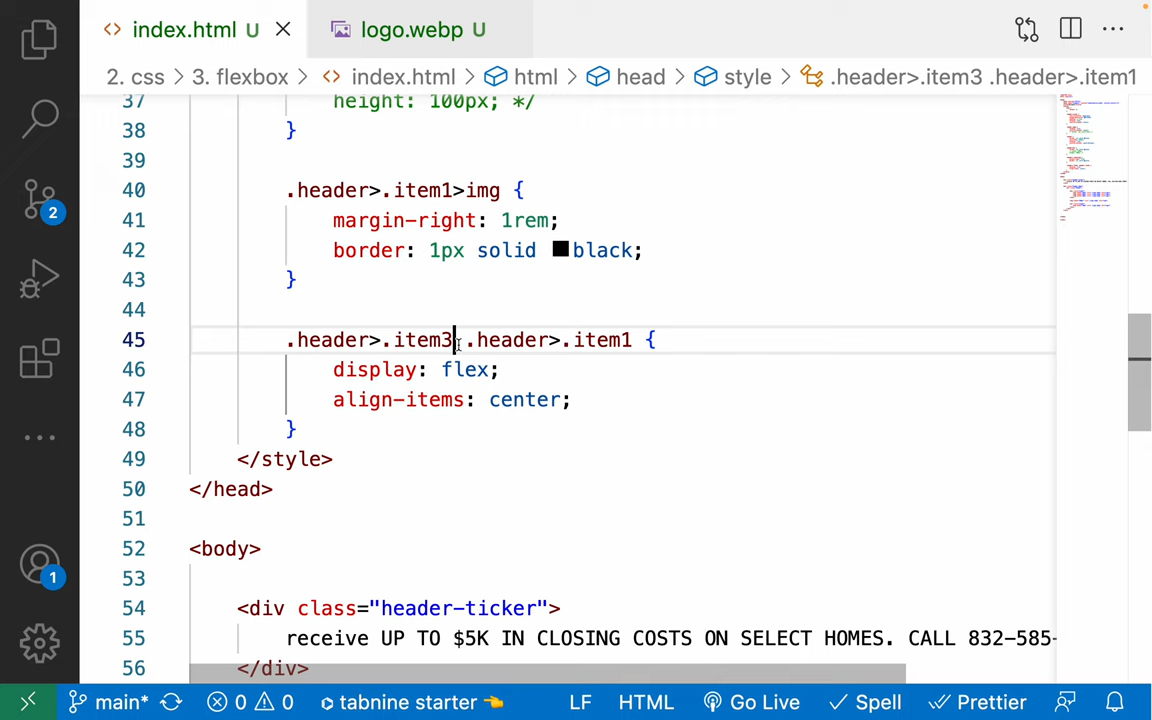 index.html U
logo.webp U
2. css > 3. flexbox > index.html > html > head > style > .header>.item3 .header>.item1
37 height: 100px; */
38 }
39
40 .header>.item1>img {
41 margin-right: 1rem;
42 border: 1px solid black;
43 }
44
45 .header>.item3 .header>.item1 {
46 display: flex;
47 align-items: center;
48 }
49 </style>
50 </head>
51
52 <body>
53
54 <div class="header-ticker">
55 receive UP TO $5K IN CLOSING COSTS ON SELECT HOMES. CALL 832-585-
56 </div>
2
1
main* 0 0 tabnine starter LF HTML Go Live Spell Prettier